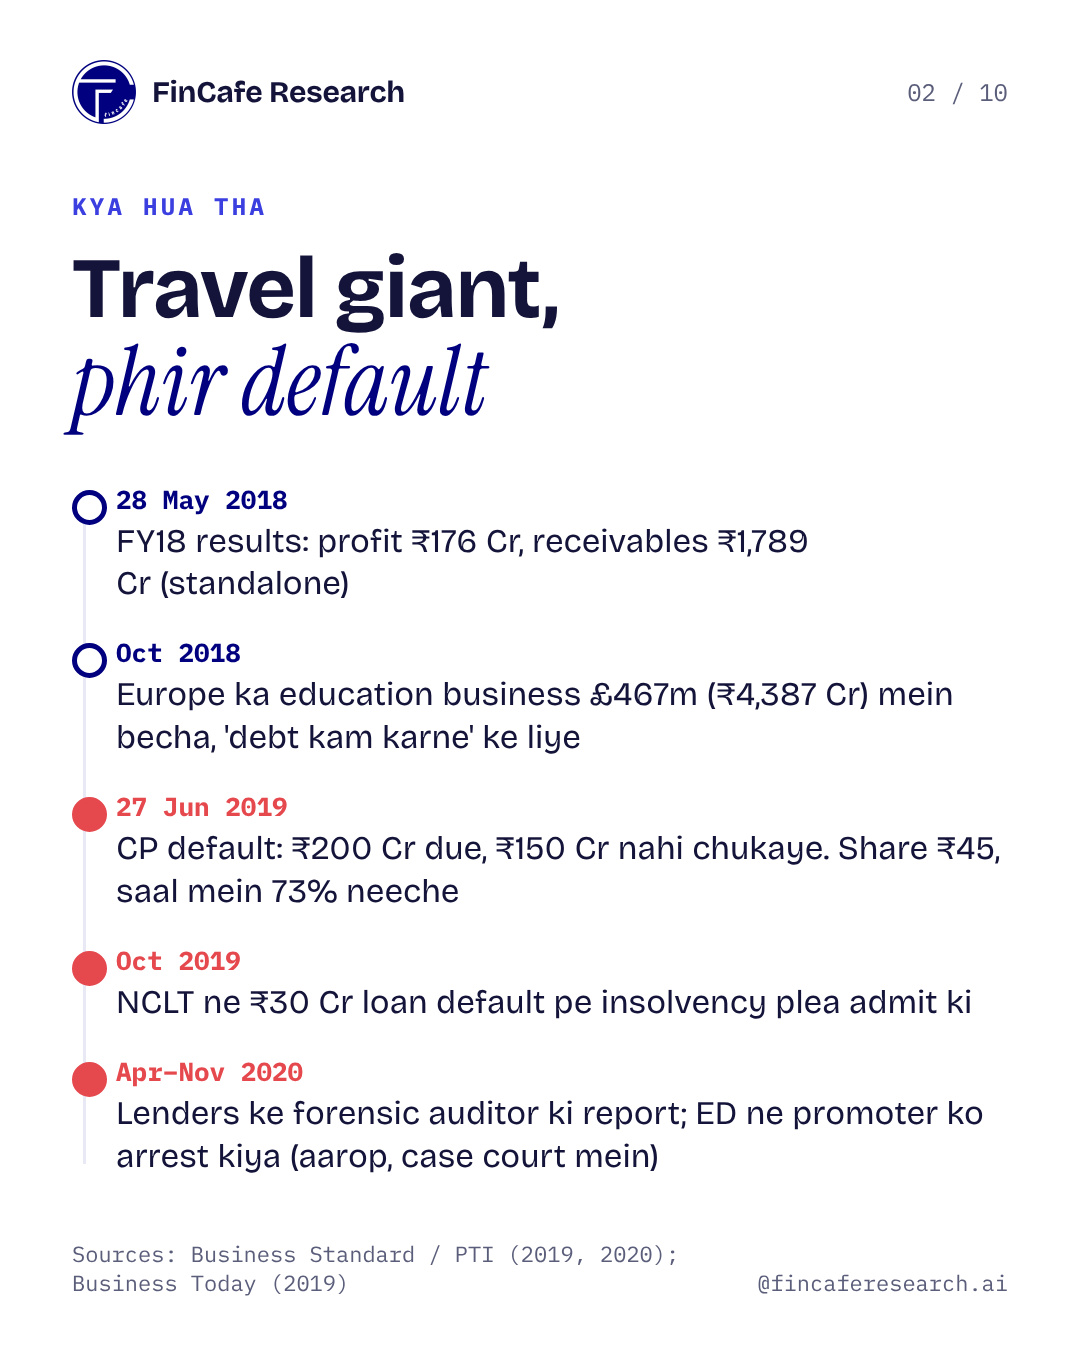 FinCafe Research
02 / 10
KYA HUA THA
Travel giant,
phir default
28 May 2018
FY18 results: profit ₹176 Cr, receivables ₹1,789
Cr (standalone)
Oct 2018
Europe ka education business £467m (₹4,387 Cr) mein
becha, 'debt kam karne' ke liye
27 Jun 2019
CP default: ₹200 Cr due, ₹150 Cr nahi chukaye. Share ₹45,
saal mein 73% neeche
Oct 2019
NCLT ne ₹30 Cr loan default pe insolvency plea admit ki
Apr–Nov 2020
Lenders ke forensic auditor ki report; ED ne promoter ko
arrest kiya (aarop, case court mein)
Sources: Business Standard / PTI (2019, 2020);
Business Today (2019)
@fincaferesearch.ai